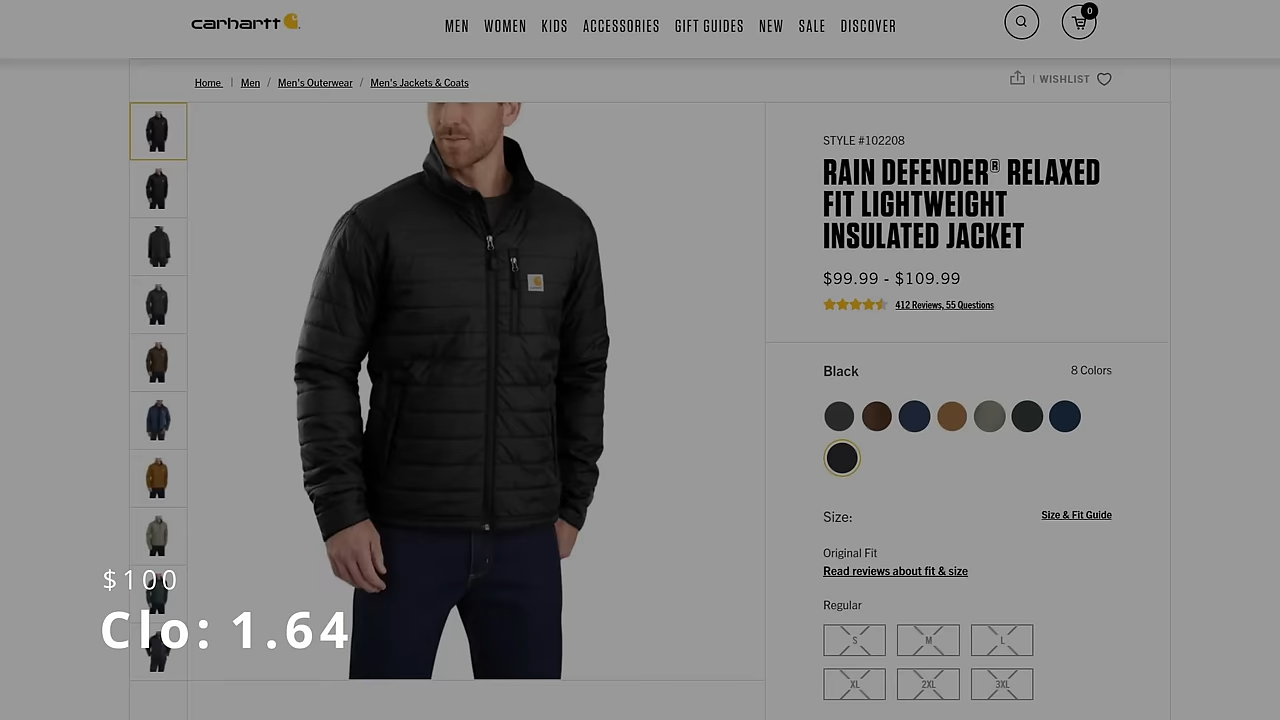 carhartt
MEN WOMEN KIDS ACCESSORIES GIFT GUIDES NEW SALE DISCOVER
0
Home | Men / Men's Outerwear / Men's Jackets & Coats
| WISHLIST
STYLE #102208
RAIN DEFENDER® RELAXED
FIT LIGHTWEIGHT
INSULATED JACKET
$99.99 - $109.99
412 Reviews, 55 Questions
Black
8 Colors
Size:
Size & Fit Guide
Original Fit
Read reviews about fit & size
Regular
S M L
XL 2XL 3XL
$100
Clo: 1.64